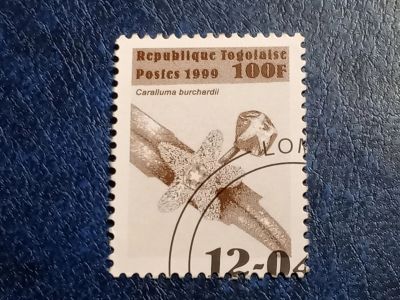 Republique Togolaise
Postes 1999 100F
Caralluma burchardii
LOM
12-04